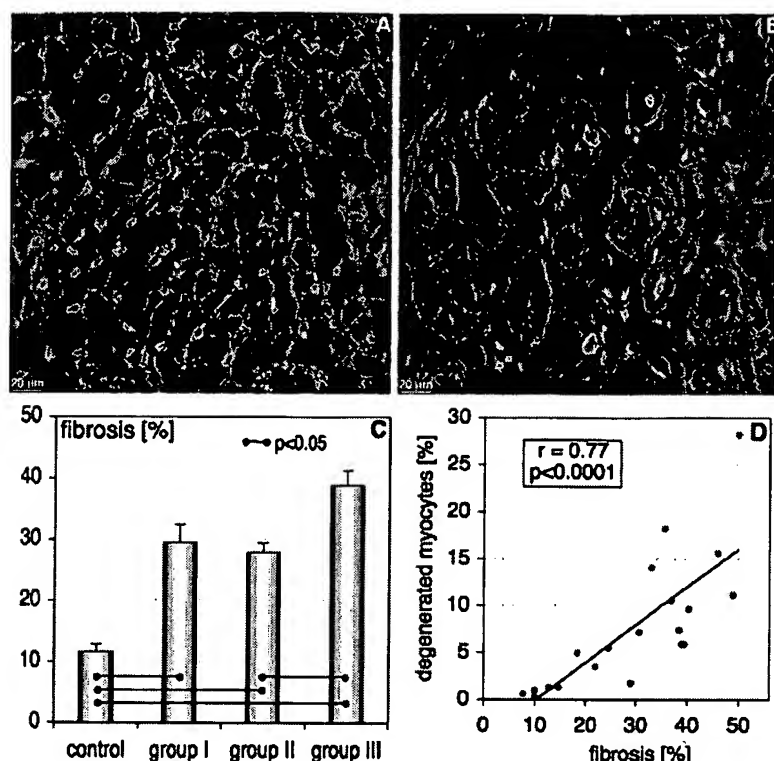 A
B
20 µm
20 µm
50
40
30
20
10
0
fibrosis [%]
p<0.05
C
control group I group II group III
30
25
20
15
10
5
0
degenerated myocytes [%]
r = 0.77
p<0.0001
D
0 10 20 30 40 50
fibrosis [%]